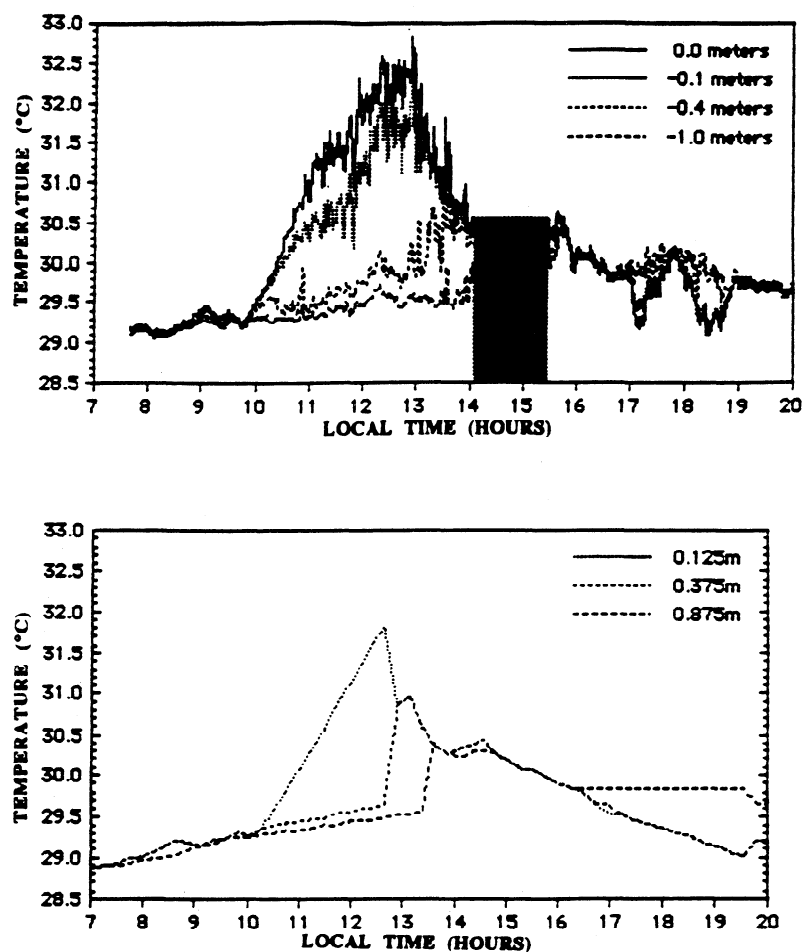 33.0
32.5
32.0
31.5
31.0
30.5
30.0
29.5
29.0
28.5
TEMPERATURE (°C)
0.0 meters
-0.1 meters
-0.4 meters
-1.0 meters
7 8 9 10 11 12 13 14 15 16 17 18 19 20
LOCAL TIME (HOURS)
33.0
32.5
32.0
31.5
31.0
30.5
30.0
29.5
29.0
28.5
TEMPERATURE (°C)
0.125m
0.375m
0.875m
7 8 9 10 11 12 13 14 15 16 17 18 19 20
LOCAL TIME (HOURS)